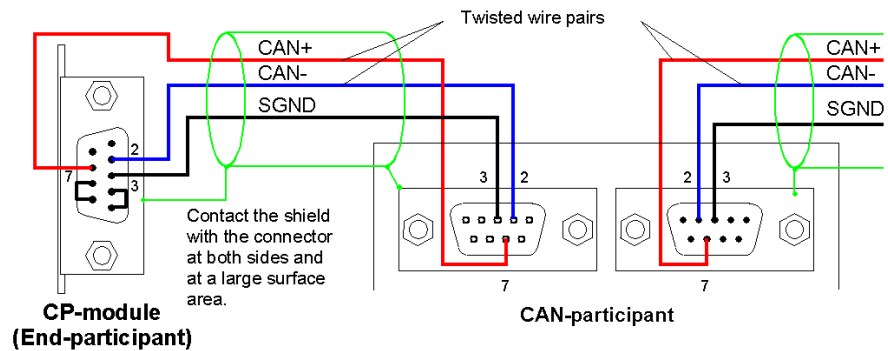 Twisted wire pairs
CAN+
CAN-
SGND
CAN+
CAN-
SGND
2
7
3
3
2
2
3
Contact the shield
with the connector
at both sides and
at a large surface
area.
7
7
CP-module
(End-participant)
CAN-participant